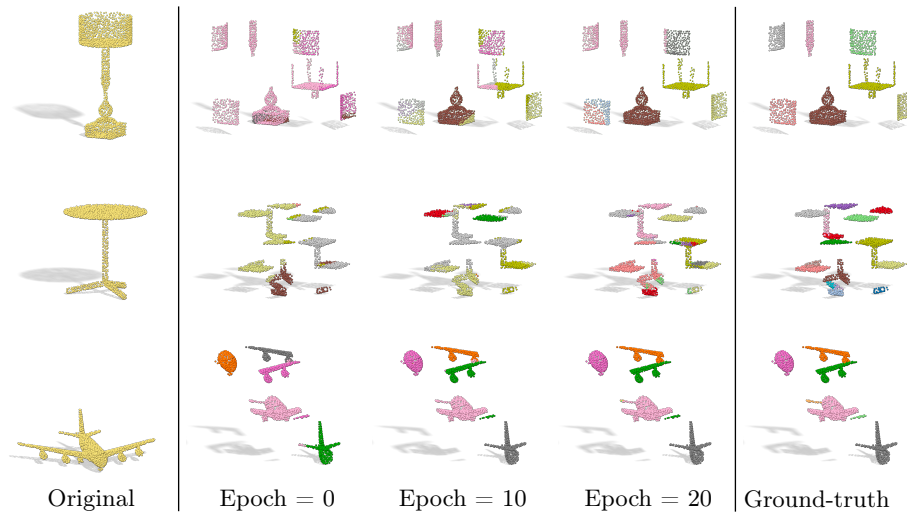 Original Epoch = 0 Epoch = 10 Epoch = 20 Ground-truth